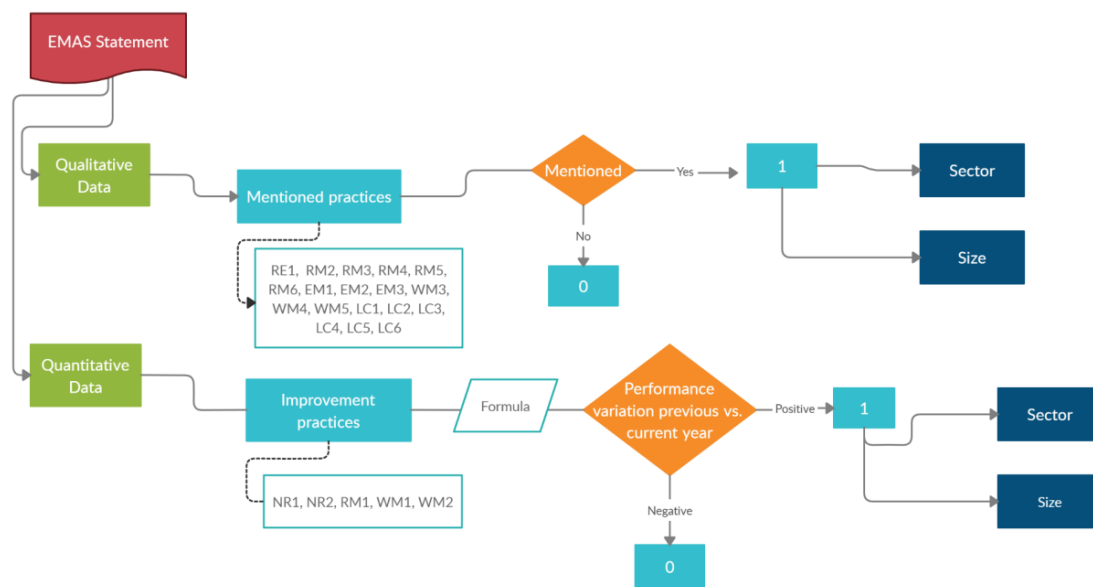 EMAS Statement
Qualitative
Data
Mentioned practices
Mentioned
Yes
1
Sector
No
Size
0
RE1, RM2, RM3, RM4, RM5,
RM6, EM1, EM2, EM3, WM3,
WM4, WM5, LC1, LC2, LC3,
LC4, LC5, LC6
Quantitative
Data
Improvement
practices
Formula
Performance
variation previous vs.
current year
Positive
1
Sector
NR1, NR2, RM1, WM1, WM2
Size
Negative
0